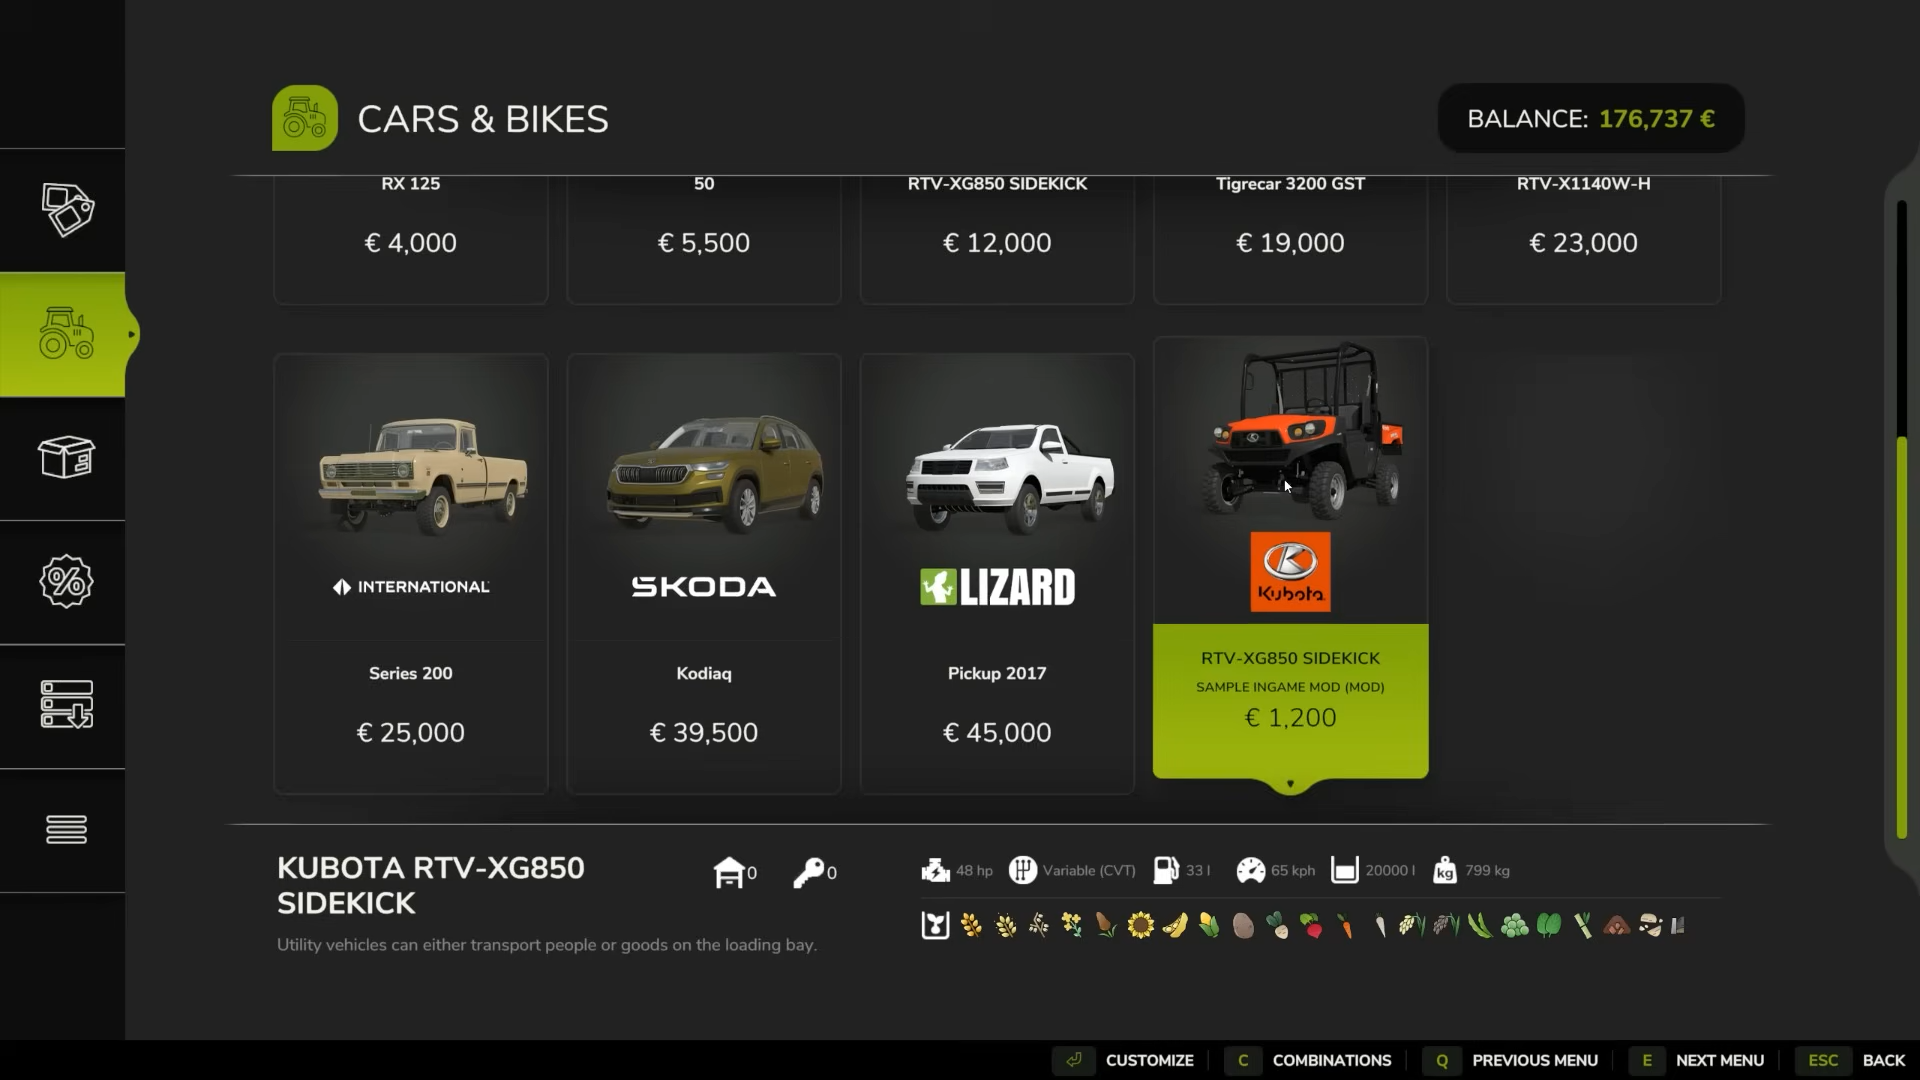 CARS & BIKES
BALANCE: 176,737 €
RX 125
50
RTV-XG850 SIDEKICK
Tigrecar 3200 GST
RTV-X1140W-H
€ 4,000
€ 5,500
€ 12,000
€ 19,000
€ 23,000
INTERNATIONAL
ŠKODA
LIZARD
Kubota
Series 200
Kodiaq
Pickup 2017
RTV-XG850 SIDEKICK
SAMPLE INGAME MOD (MOD)
€ 25,000
€ 39,500
€ 45,000
€ 1,200
KUBOTA RTV-XG850
SIDEKICK
0
0
48 hp
Variable (CVT)
33 l
65 kph
20000 l
kg
799 kg
Utility vehicles can either transport people or goods on the loading bay.
CUSTOMIZE
C COMBINATIONS
Q PREVIOUS MENU
E NEXT MENU
ESC BACK